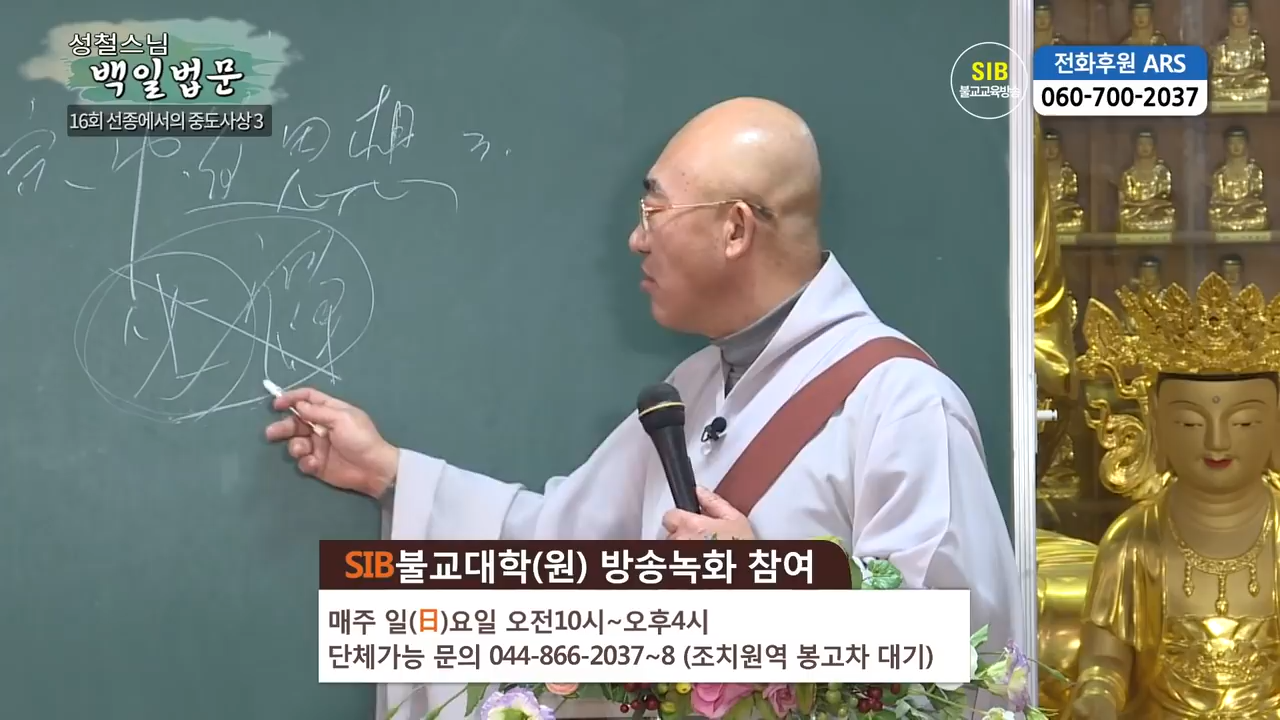 성철스님
백일법문
16회 선종에서의 중도사상 3
SIB
불교교육방송
전화후원 ARS
060-700-2037
思想 3.
SIB불교대학(원) 방송녹화 참여
매주 일(日)요일 오전10시~오후4시
단체가능 문의 044-866-2037~8 (조치원역 봉고차 대기)